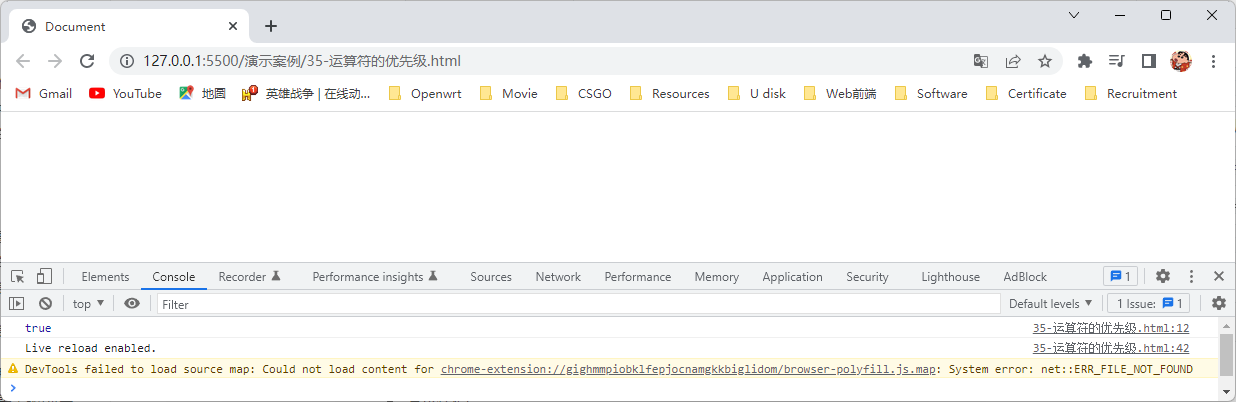 Document
127.0.0.1:5500/演示案例/35-运算符的优先级.html
Gmail YouTube 地图 英雄战争 | 在线动... Openwrt Movie CSGO Resources U disk Web前端 Software Certificate Recruitment
Elements Console Recorder Performance insights Sources Network Performance Memory Application Security Lighthouse AdBlock 1
top Filter Default levels 1 Issue: 1
true 35-运算符的优先级.html:12
Live reload enabled. 35-运算符的优先级.html:42
DevTools failed to load source map: Could not load content for chrome-extension://gighmmpiobklfepjocnamgkkbiglidom/browser-polyfill.js.map: System error: net::ERR_FILE_NOT_FOUND